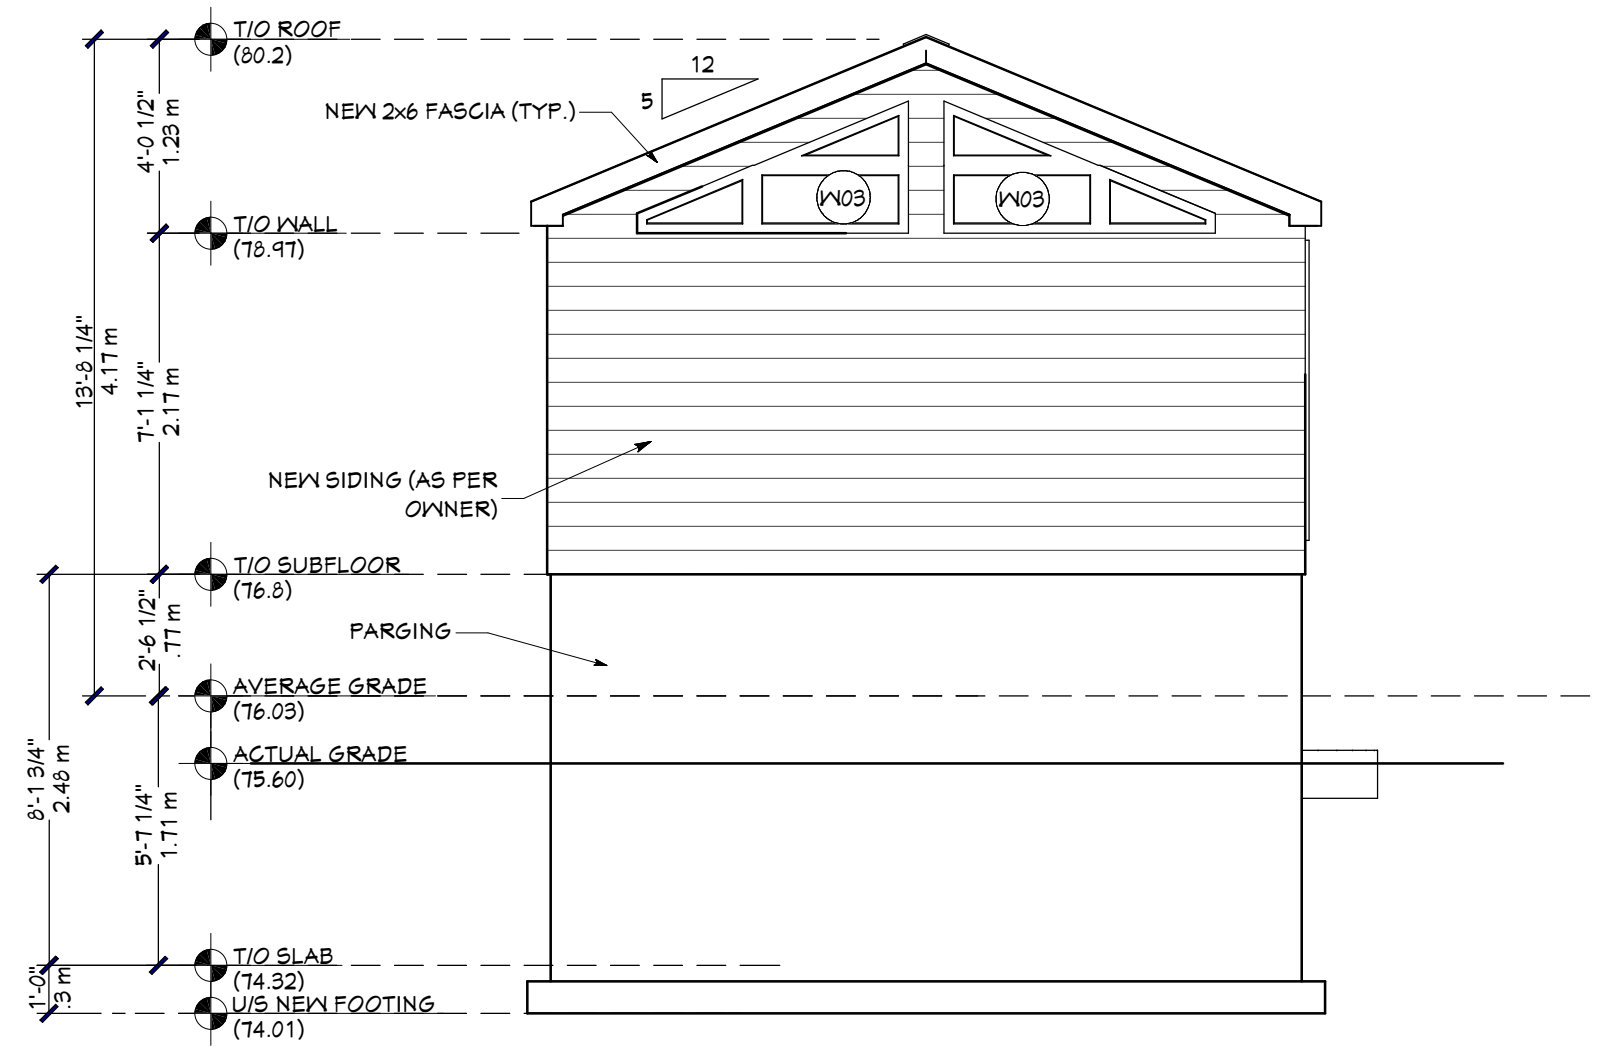 T/O ROOF
(80.2)
12
5
NEW 2x6 FASCIA (TYP.)
4'-0 1/2"
1.23 m
W03
W03
T/O WALL
(78.97)
13'-8 1/4"
4.17 m
7'-1 1/4"
2.17 m
NEW SIDING (AS PER
OWNER)
T/O SUBFLOOR
(76.8)
2'-6 1/2"
.77 m
PARGING
AVERAGE GRADE
(76.03)
ACTUAL GRADE
(75.60)
8'-1 3/4"
2.48 m
5'-7 1/4"
1.71 m
T/O SLAB
(74.32)
1'-0"
.3 m
U/S NEW FOOTING
(74.01)